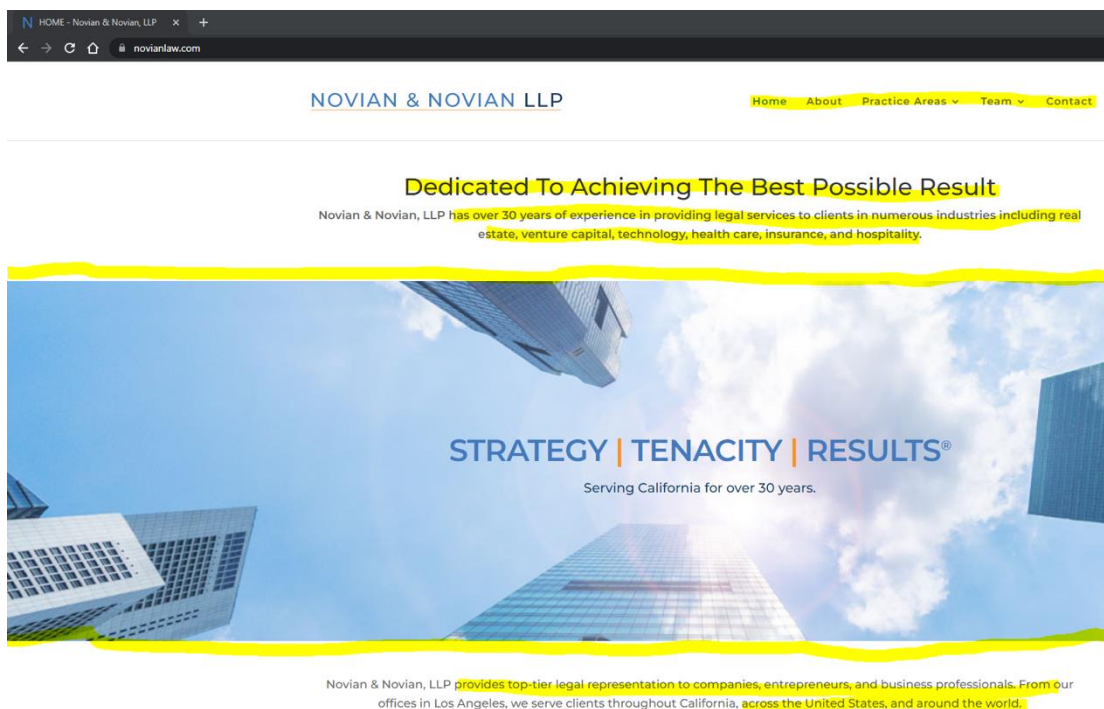 N HOME - Novian & Novian, LLP
novianlaw.com
NOVIAN & NOVIAN LLP
Home About Practice Areas Team Contact
Dedicated To Achieving The Best Possible Result
Novian & Novian, LLP has over 30 years of experience in providing legal services to clients in numerous industries including real
estate, venture capital, technology, health care, insurance, and hospitality.
STRATEGY | TENACITY | RESULTS®
Serving California for over 30 years.
Novian & Novian, LLP provides top-tier legal representation to companies, entrepreneurs, and business professionals. From our
offices in Los Angeles, we serve clients throughout California, across the United States, and around the world.